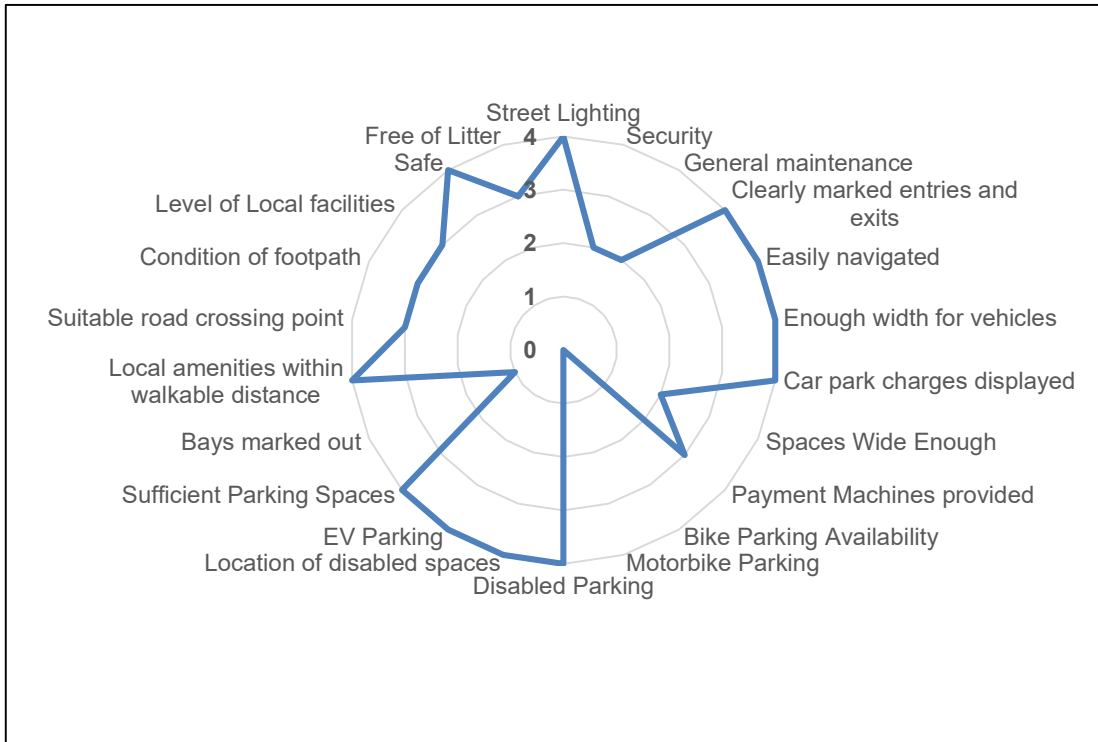 Street Lighting
Security
General maintenance
Clearly marked entries and
exits
Easily navigated
Enough width for vehicles
Car park charges displayed
Spaces Wide Enough
Payment Machines provided
Bike Parking Availability
Motorbike Parking
Disabled Parking
Location of disabled spaces
EV Parking
Sufficient Parking Spaces
Bays marked out
Local amenities within
walkable distance
Suitable road crossing point
Condition of footpath
Level of Local facilities
Safe
Free of Litter
4
3
2
1
0